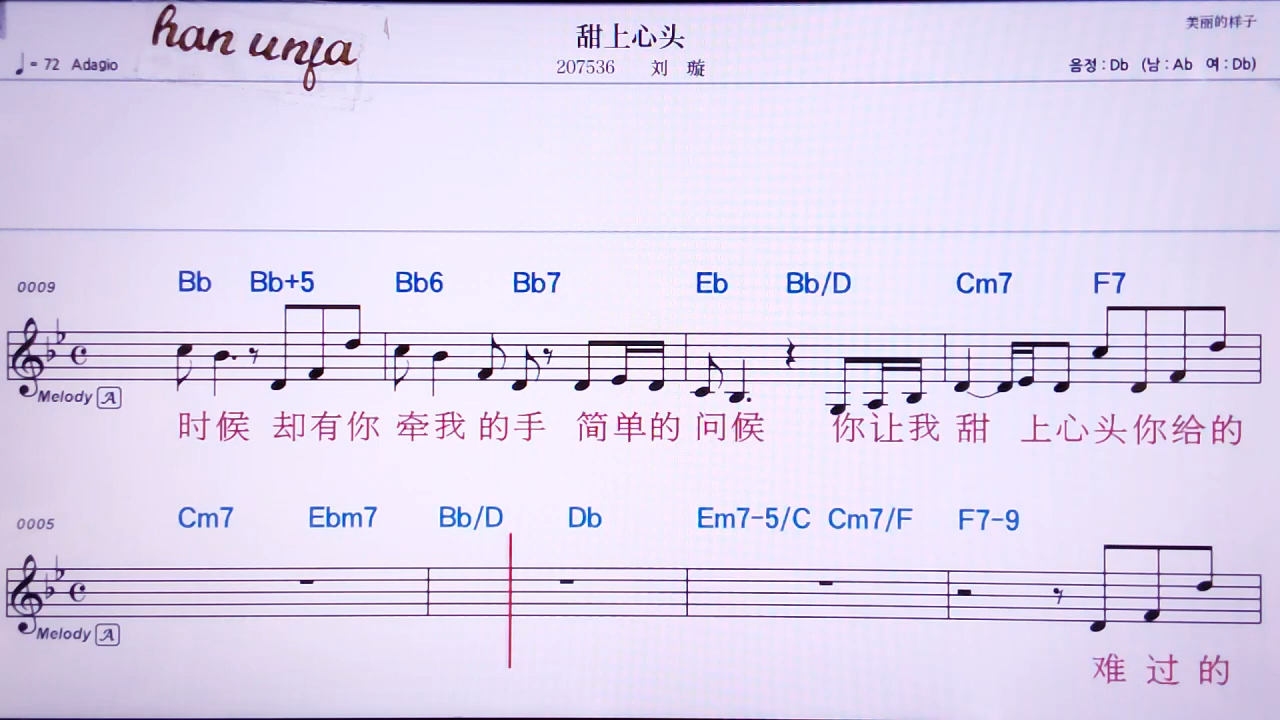 han unfa
甜上心头
美丽的样子
♩= 72 Adagio
207536 刘 璇
음정 : Db (남 : Ab 여 : Db)
0009
Bb Bb+5 Bb6 Bb7 Eb Bb/D Cm7 F7
Melody A
时候 却有你 牵我的手 简单的问候 你让我甜 上心头你给的
0005
Cm7 Ebm7 Bb/D Db Em7-5/C Cm7/F F7-9
Melody A
难 过 的